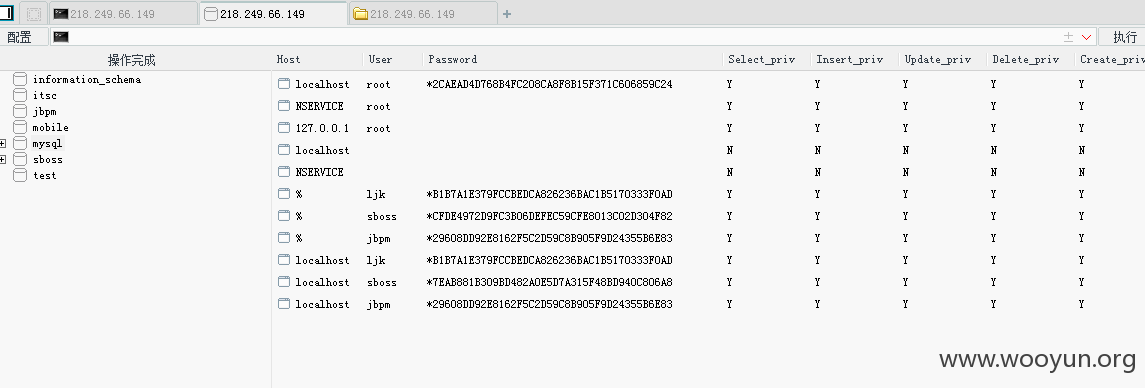 218.249.66.149 218.249.66.149 218.249.66.149 +
配置 执行
操作完成
information_schema
itsc
jbpm
mobile
mysql
sboss
test
Host User Password Select_priv Insert_priv Update_priv Delete_priv Create_priv
localhost root *2CAEAD4D768B4FC208CA8F8B15F371C606859C24 Y Y Y Y Y
NSERVICE root Y Y Y Y Y
127.0.0.1 root Y Y Y Y Y
localhost N N N N N
NSERVICE N N N N N
% ljk *B1B7A1E379FCCBEDCA826236BAC1B5170333F0AD Y Y Y Y Y
% sboss *CFDE4972D9FC3B06DEFEC59CFE8013C02D304F82 Y Y Y Y Y
% jbpm *29608DD92E8162F5C2D59C8B905F9D24355B6E83 Y Y Y Y Y
localhost ljk *B1B7A1E379FCCBEDCA826236BAC1B5170333F0AD Y Y Y Y Y
localhost sboss *7EAB881B309BD482A0E5D7A315F48BD940C806A8 Y Y Y Y Y
localhost jbpm *29608DD92E8162F5C2D59C8B905F9D24355B6E83 Y Y Y Y Y
www.wooyun.org